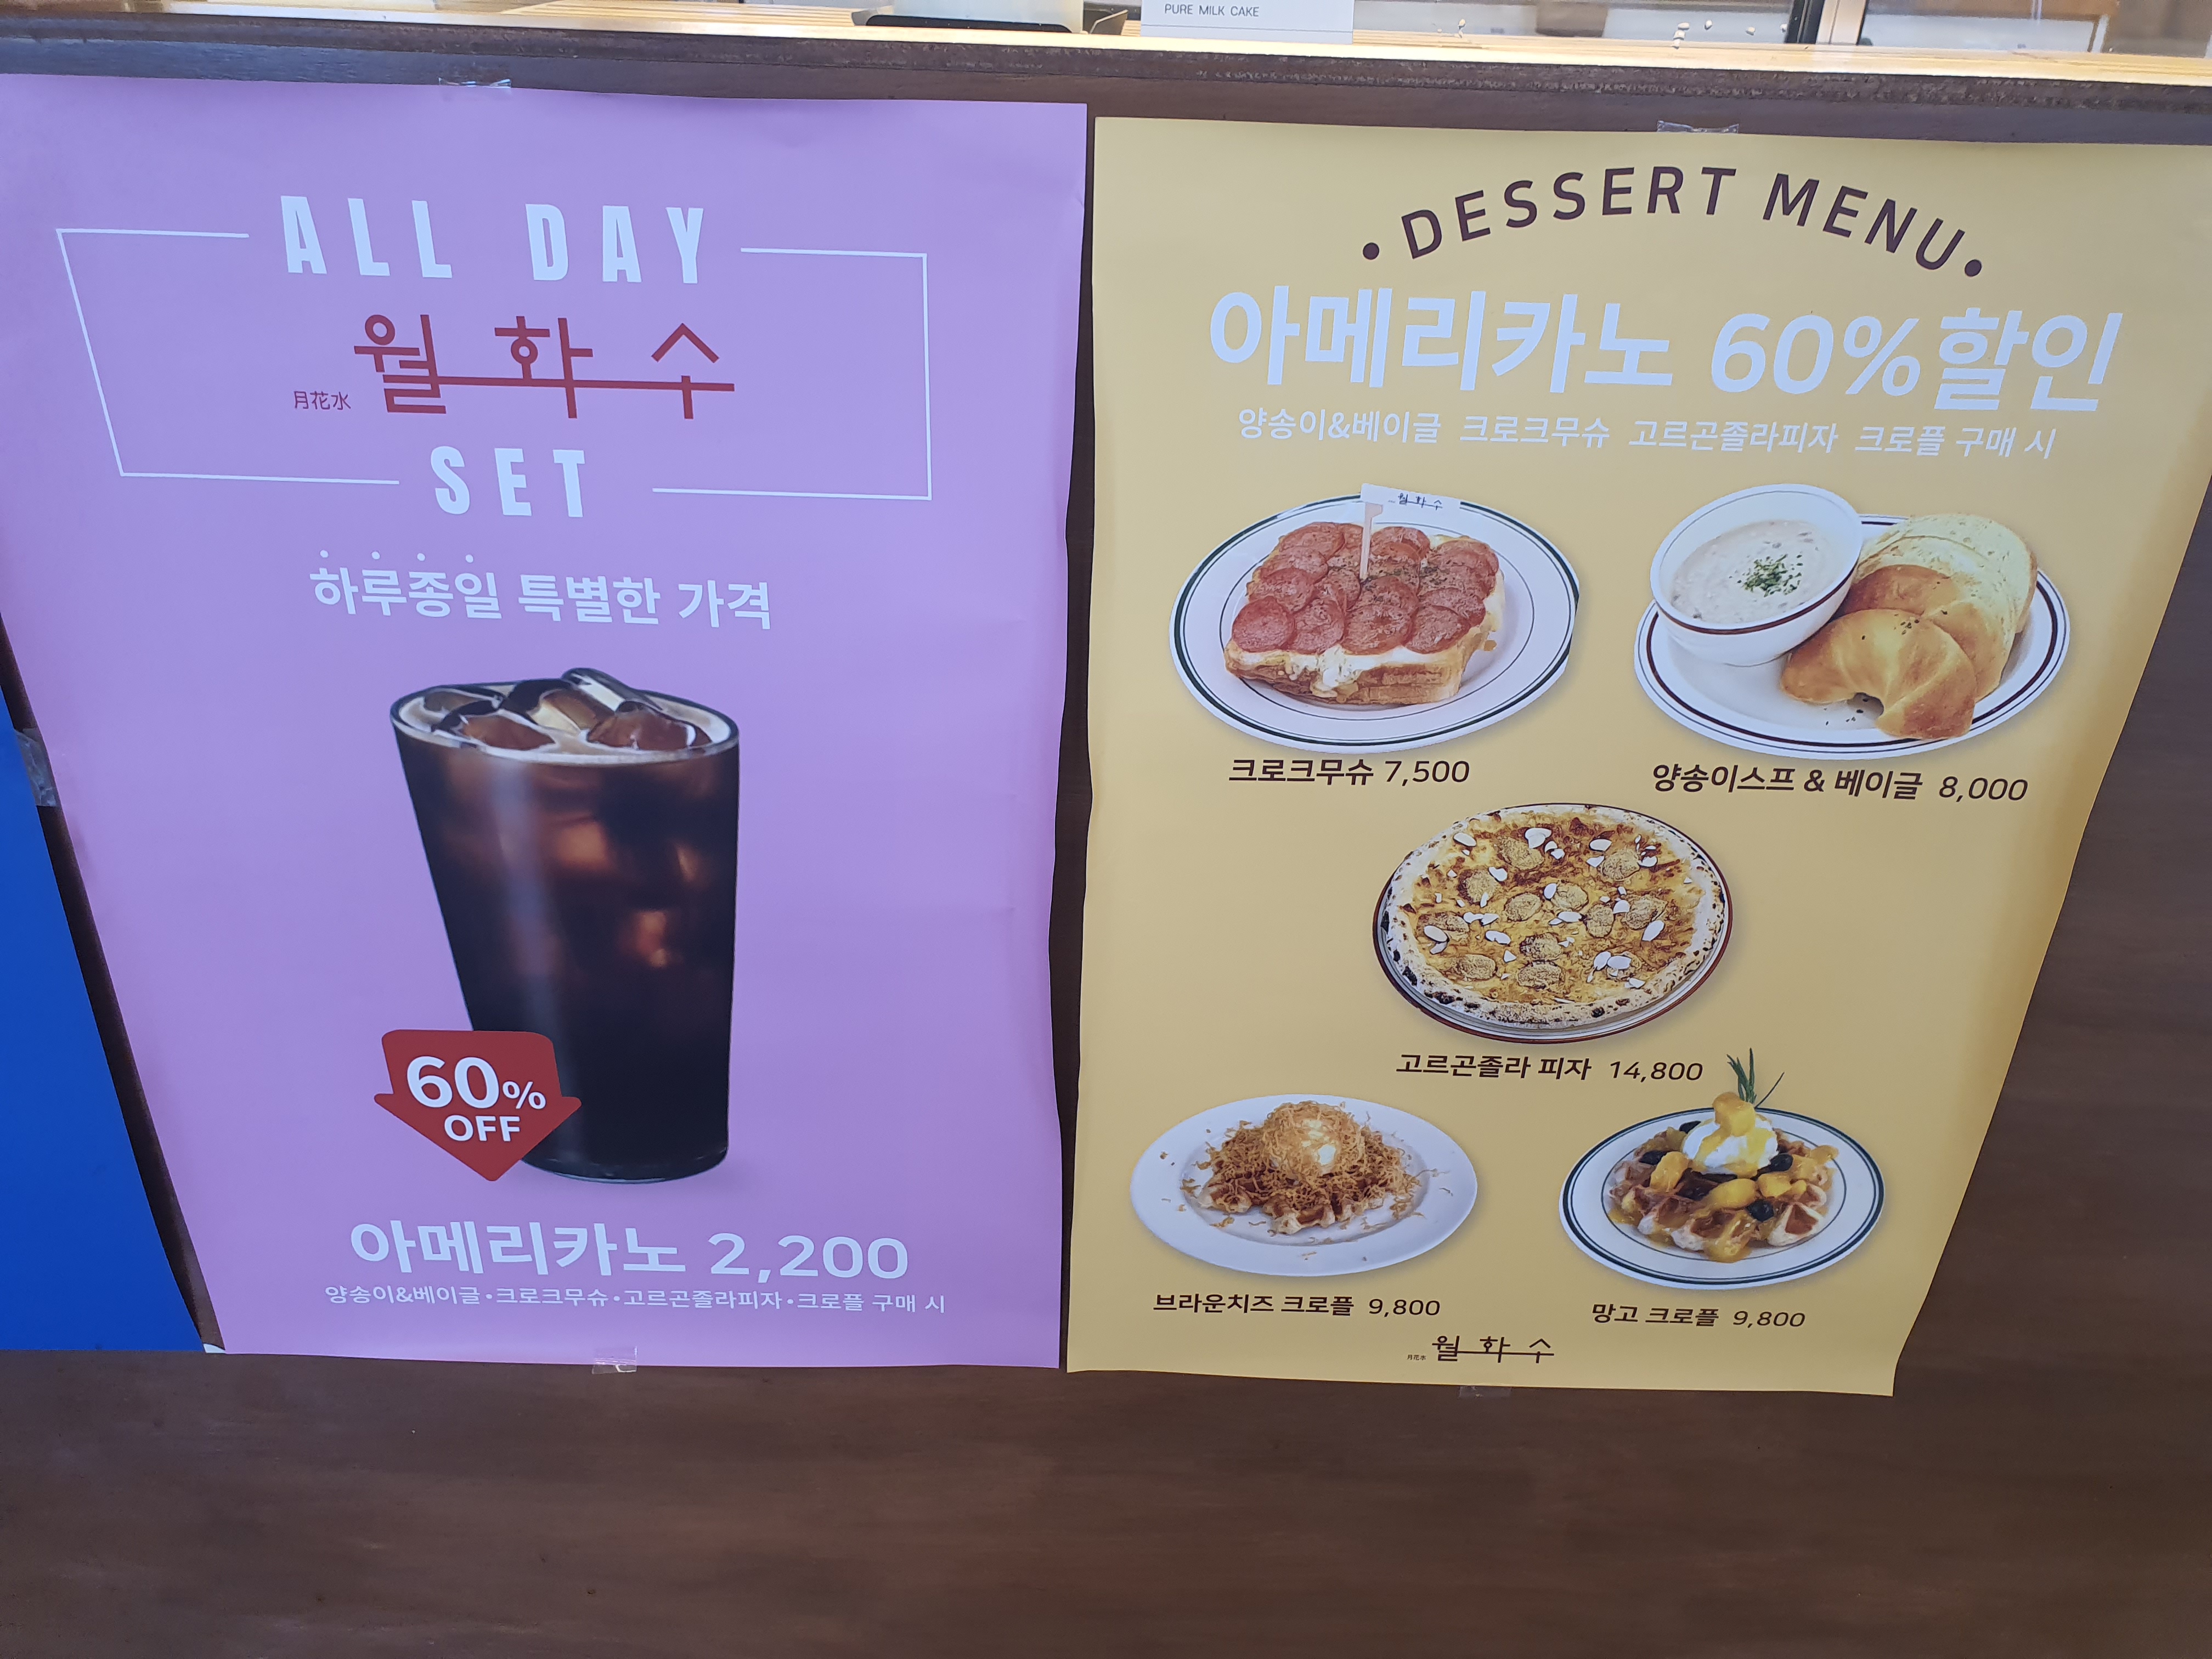 PURE MILK CAKE
ALL DAY
월화수
月花水
SET
하루종일 특별한 가격
60%
OFF
아메리카노 2,200
양송이&베이글·크로크무슈·고르곤졸라피자·크로플 구매 시
• DESSERT MENU •
아메리카노 60%할인
양송이&베이글 크로크무슈 고르곤졸라피자 크로플 구매 시
월화수
크로크무슈 7,500
양송이스프 & 베이글 8,000
고르곤졸라 피자 14,800
브라운치즈 크로플 9,800
망고 크로플 9,800
月花水 월화수